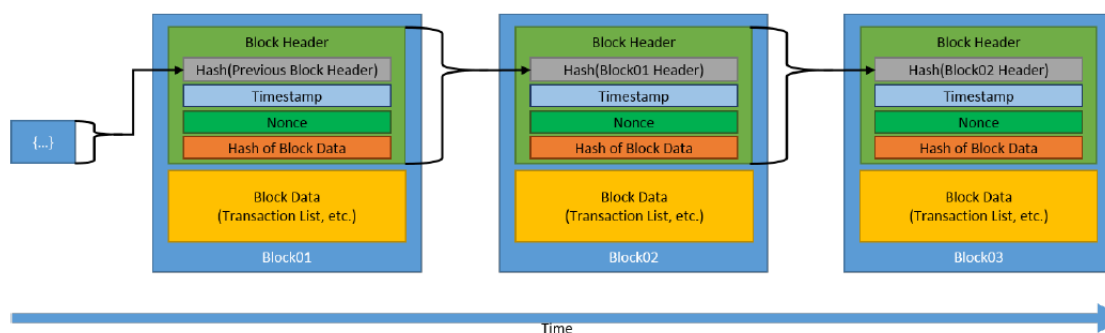 {...}
Block Header
Hash(Previous Block Header)
Timestamp
Nonce
Hash of Block Data
Block Data
(Transaction List, etc.)
Block01
Block Header
Hash(Block01 Header)
Timestamp
Nonce
Hash of Block Data
Block Data
(Transaction List, etc.)
Block02
Block Header
Hash(Block02 Header)
Timestamp
Nonce
Hash of Block Data
Block Data
(Transaction List, etc.)
Block03
Time